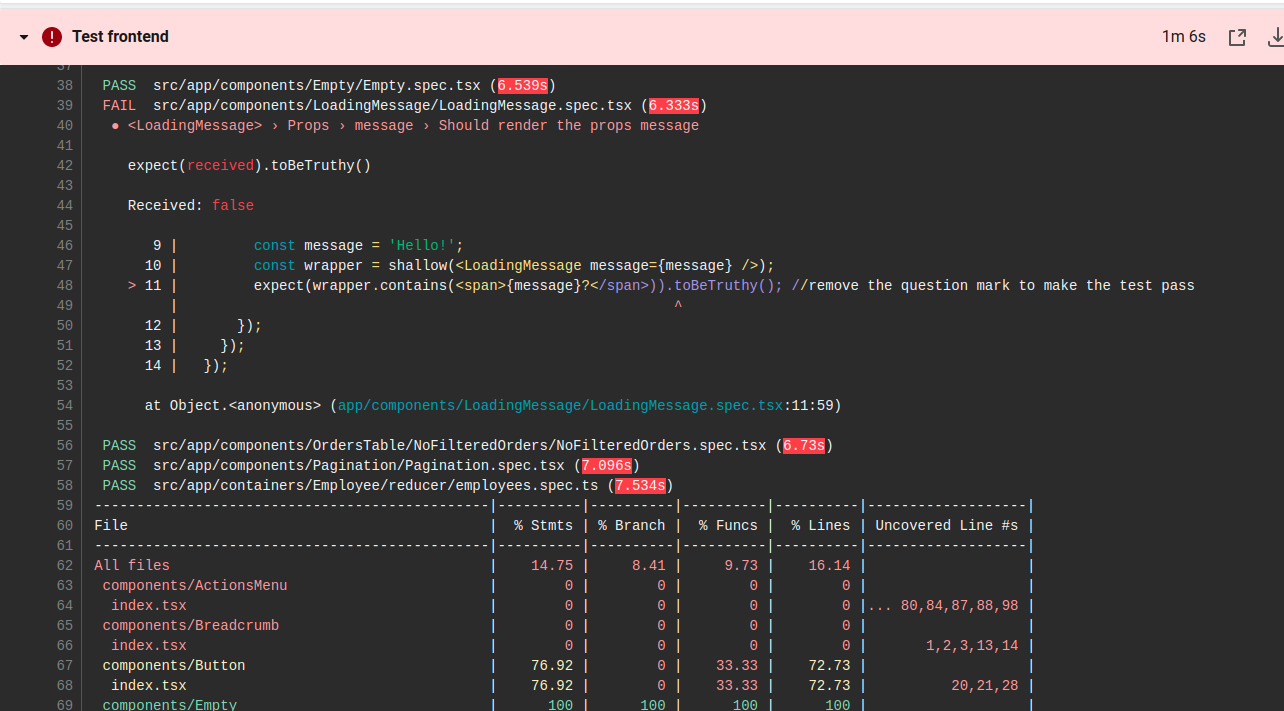 Test frontend 1m 6s
37
38 PASS src/app/components/Empty/Empty.spec.tsx (6.539s)
39 FAIL src/app/components/LoadingMessage/LoadingMessage.spec.tsx (6.333s)
40 ● <LoadingMessage> › Props › message › Should render the props message
41
42 expect(received).toBeTruthy()
43
44 Received: false
45
46 9 | const message = 'Hello!';
47 10 | const wrapper = shallow(<LoadingMessage message={message} />);
48 > 11 | expect(wrapper.contains(<span>{message}?</span>)).toBeTruthy(); //remove the question mark to make the test pass
49 | ^
50 12 | });
51 13 | });
52 14 | });
53
54 at Object.<anonymous> (app/components/LoadingMessage/LoadingMessage.spec.tsx:11:59)
55
56 PASS src/app/components/OrdersTable/NoFilteredOrders/NoFilteredOrders.spec.tsx (6.73s)
57 PASS src/app/components/Pagination/Pagination.spec.tsx (7.096s)
58 PASS src/app/containers/Employee/reducer/employees.spec.ts (7.534s)
59 -----------------------------------------------|----------|----------|----------|----------|-------------------|
60 File | % Stmts | % Branch | % Funcs | % Lines | Uncovered Line #s |
61 -----------------------------------------------|----------|----------|----------|----------|-------------------|
62 All files | 14.75 | 8.41 | 9.73 | 16.14 | |
63 components/ActionsMenu | 0 | 0 | 0 | 0 | |
64 index.tsx | 0 | 0 | 0 | 0 |... 80,84,87,88,98 |
65 components/Breadcrumb | 0 | 0 | 0 | 0 | |
66 index.tsx | 0 | 0 | 0 | 0 | 1,2,3,13,14 |
67 components/Button | 76.92 | 0 | 33.33 | 72.73 | |
68 index.tsx | 76.92 | 0 | 33.33 | 72.73 | 20,21,28 |
69 components/Empty | 100 | 100 | 100 | 100 | |